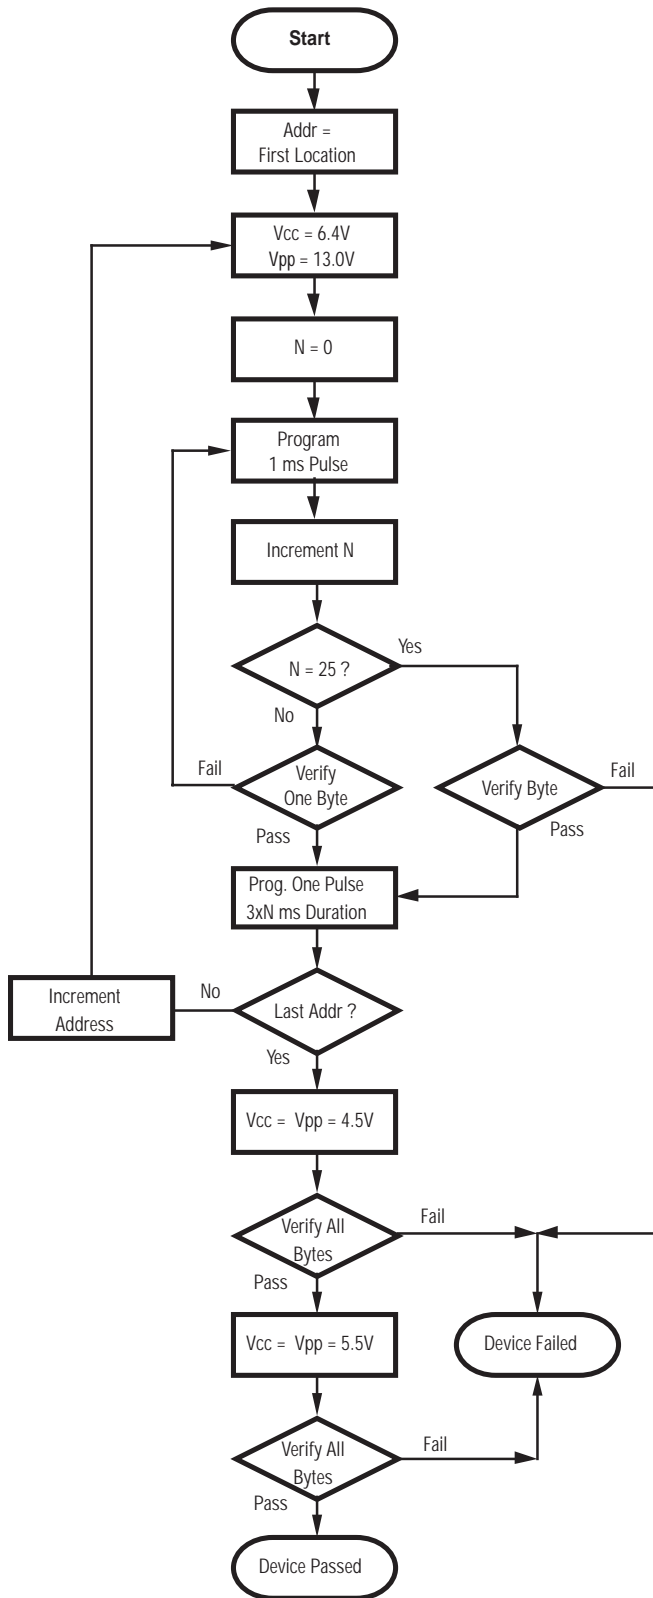 Start
Addr =
First Location
Vcc = 6.4V
Vpp = 13.0V
N = 0
Program
1 ms Pulse
Increment N
N = 25 ?
Yes
No
Fail
Verify
One Byte
Verify Byte
Fail
Pass
Pass
Prog. One Pulse
3xN ms Duration
Increment
Address
No
Last Addr ?
Yes
Vcc = Vpp = 4.5V
Verify All
Bytes
Fail
Pass
Vcc = Vpp = 5.5V
Device Failed
Verify All
Bytes
Fail
Pass
Device Passed